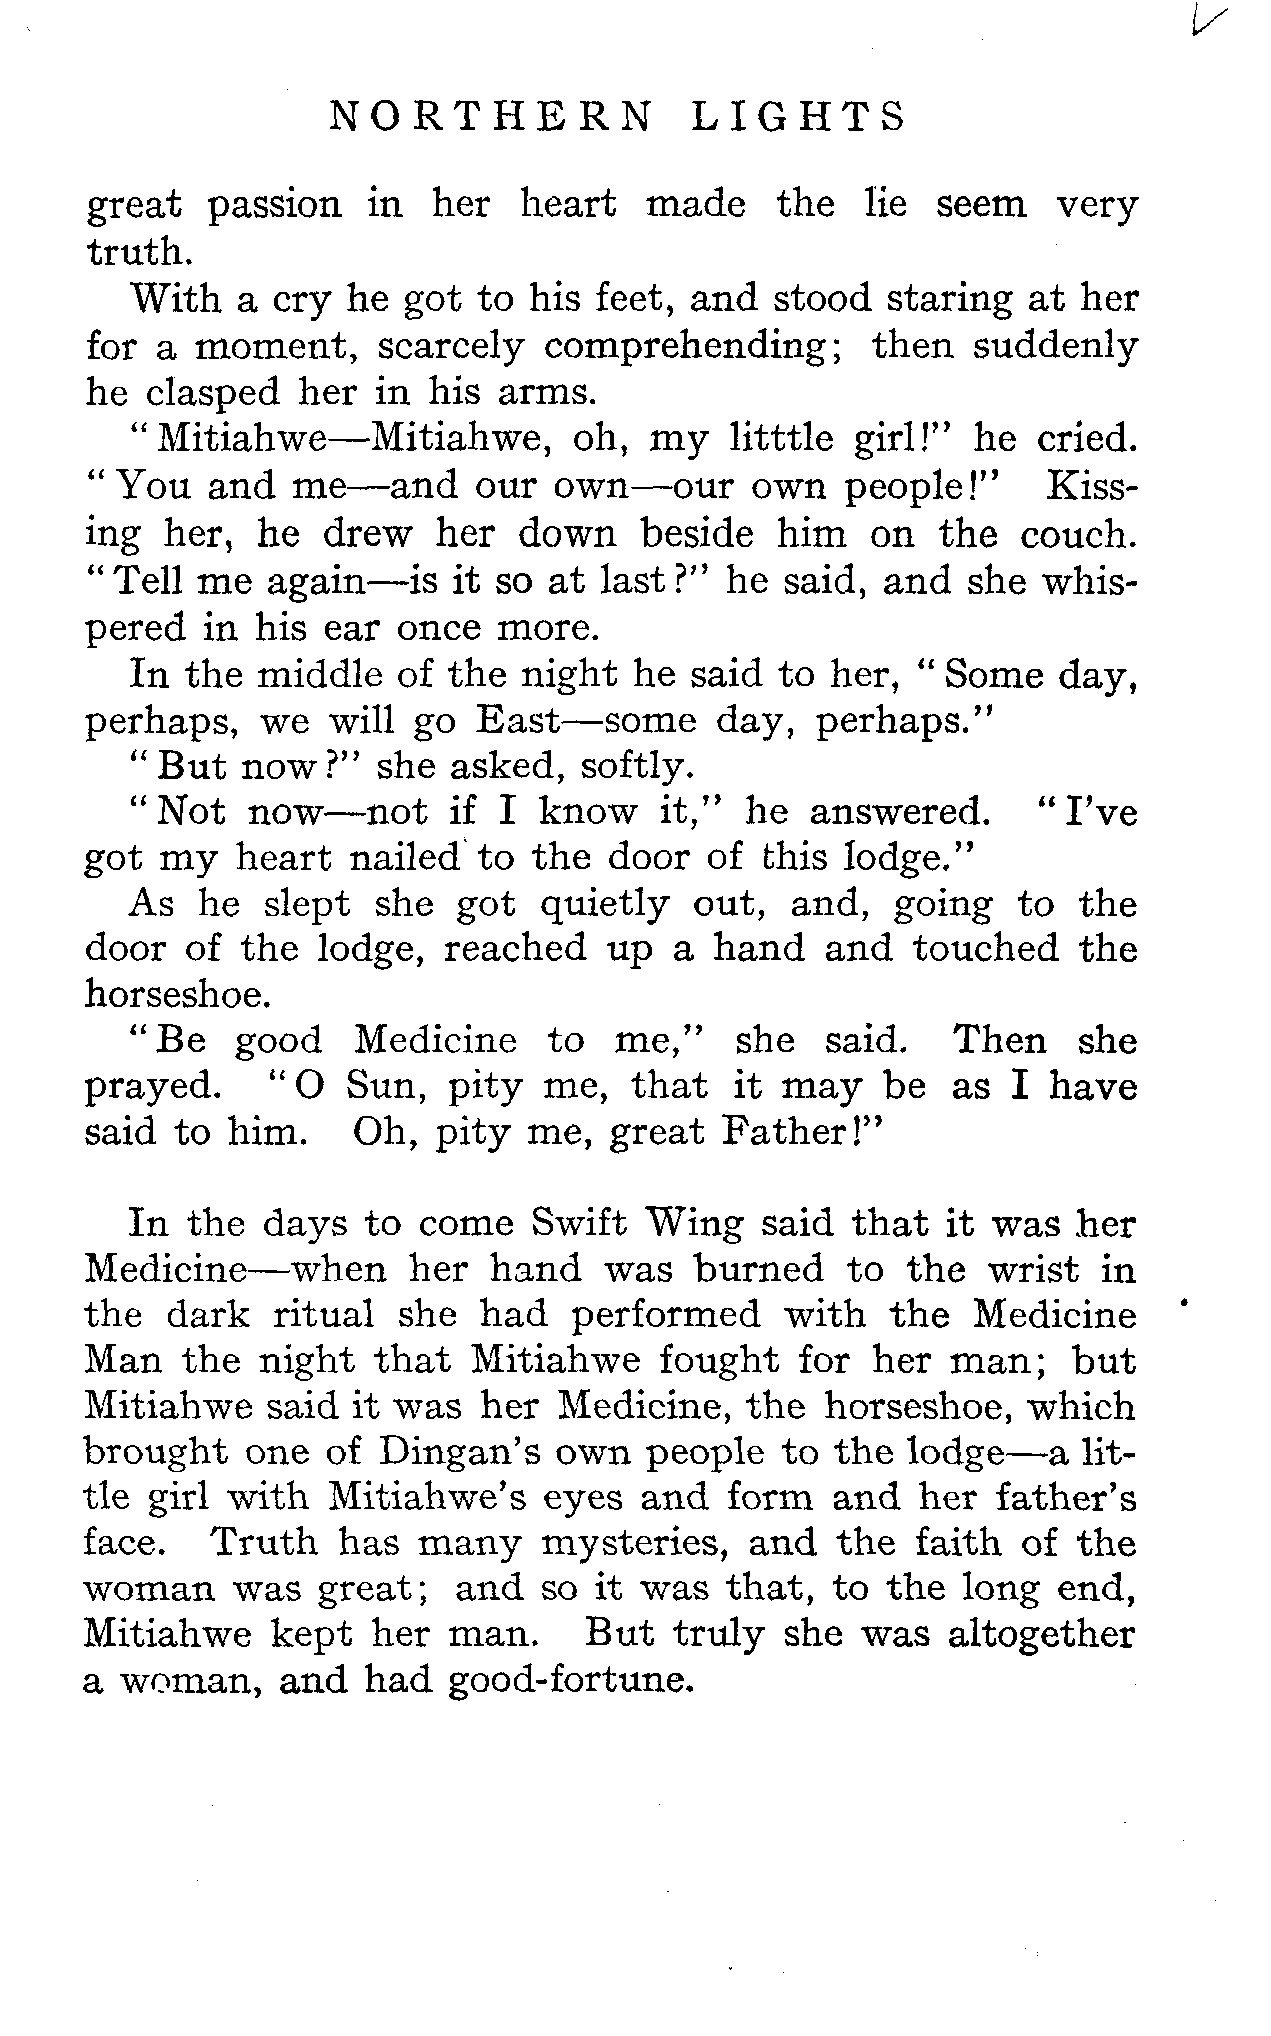 NORTHERN LIGHTS
great passion in her heart made the lie seem very
truth.
With a cry he got to his feet, and stood staring at her
for a moment, scarcely comprehending; then suddenly
he clasped her in his arms.
"Mitiahwe—Mitiahwe, oh, my litttle girl!" he cried.
"You and me—and our own—our own people!" Kiss-
ing her, he drew her down beside him on the couch.
"Tell me again—is it so at last?" he said, and she whis-
pered in his ear once more.
In the middle of the night he said to her, "Some day,
perhaps, we will go East—some day, perhaps."
"But now?" she asked, softly.
"Not now—not if I know it," he answered. "I've
got my heart nailed to the door of this lodge."
As he slept she got quietly out, and, going to the
door of the lodge, reached up a hand and touched the
horseshoe.
"Be good Medicine to me," she said. Then she
prayed. "O Sun, pity me, that it may be as I have
said to him. Oh, pity me, great Father!"
In the days to come Swift Wing said that it was her
Medicine—when her hand was burned to the wrist in
the dark ritual she had performed with the Medicine
Man the night that Mitiahwe fought for her man; but
Mitiahwe said it was her Medicine, the horseshoe, which
brought one of Dingan's own people to the lodge—a lit-
tle girl with Mitiahwe's eyes and form and her father's
face. Truth has many mysteries, and the faith of the
woman was great; and so it was that, to the long end,
Mitiahwe kept her man. But truly she was altogether
a woman, and had good-fortune.